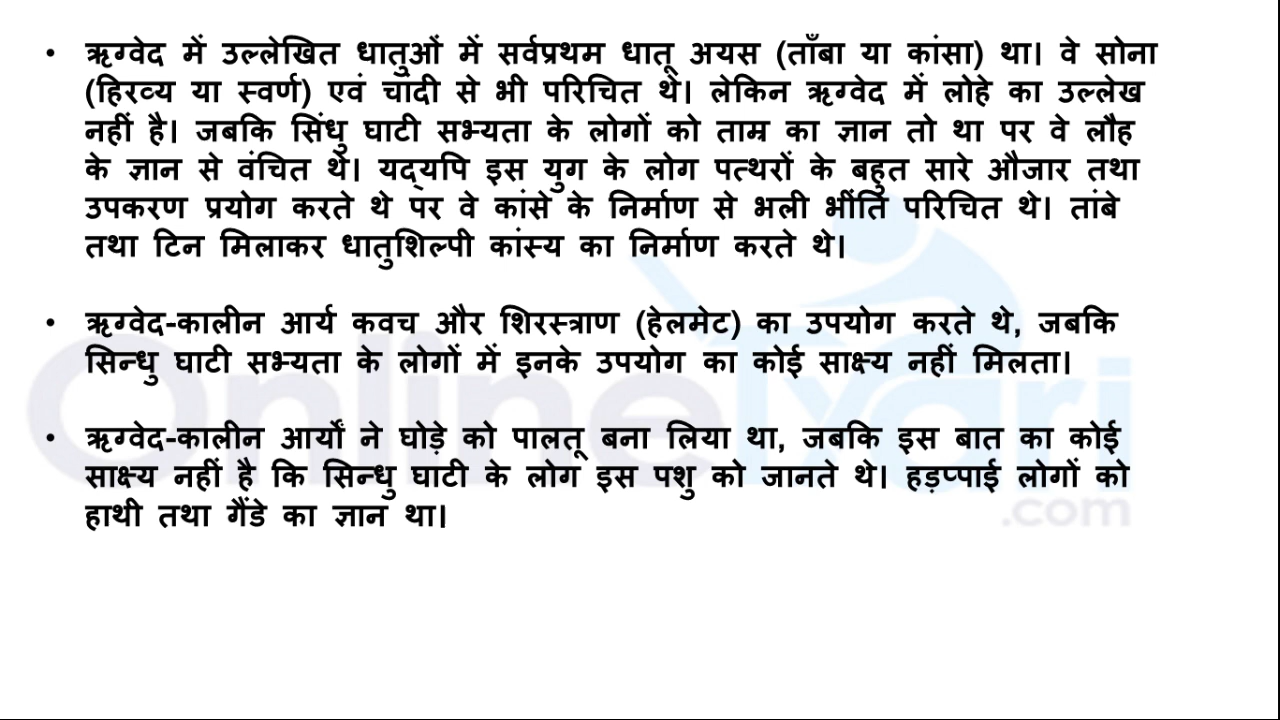 • ऋग्वेद में उल्लेखित धातुओं में सर्वप्रथम धातू अयस (ताँबा या कांसा) था। वे सोना
(हिरव्य या स्वर्ण) एवं चांदी से भी परिचित थे। लेकिन ऋग्वेद में लोहे का उल्लेख
नहीं है। जबकि सिंधु घाटी सभ्यता के लोगों को ताम्र का ज्ञान तो था पर वे लौह
के ज्ञान से वंचित थे। यद्यपि इस युग के लोग पत्थरों के बहुत सारे औजार तथा
उपकरण प्रयोग करते थे पर वे कांसे के निर्माण से भली भींति परिचित थे। तांबे
तथा टिन मिलाकर धातुशिल्पी कांस्य का निर्माण करते थे।
• ऋग्वेद-कालीन आर्य कवच और शिरस्त्राण (हेलमेट) का उपयोग करते थे, जबकि
सिन्धु घाटी सभ्यता के लोगों में इनके उपयोग का कोई साक्ष्य नहीं मिलता।
• ऋग्वेद-कालीन आर्यों ने घोड़े को पालतू बना लिया था, जबकि इस बात का कोई
साक्ष्य नहीं है कि सिन्धु घाटी के लोग इस पशु को जानते थे। हड़प्पाई लोगों को
हाथी तथा गैंडे का ज्ञान था।
OnlineTyari
.com